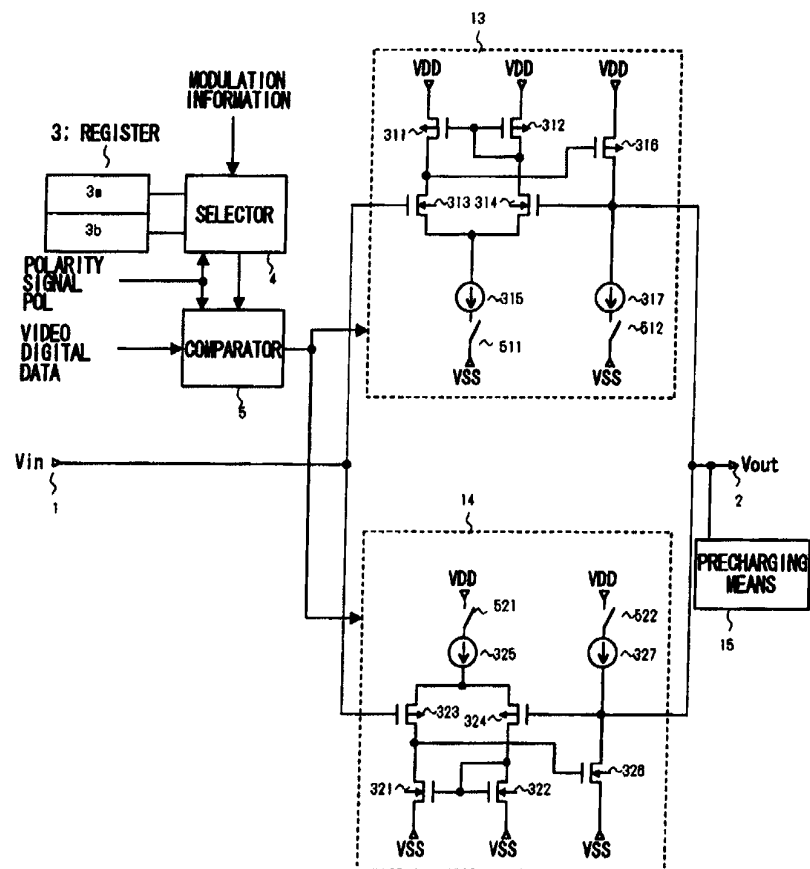 13
VDD
VDD
VDD
MODULATION
INFORMATION
311
312
316
3: REGISTER
3a
3b
SELECTOR
4
313
314
POLARITY
SIGNAL
POL
315
317
VIDEO
DIGITAL
DATA
COMPARATOR
5
511
512
VSS
VSS
Vin
1
Vout
2
14
PRECHARGING
MEANS
15
VDD
VDD
521
522
325
327
323
324
326
321
322
VSS
VSS
VSS